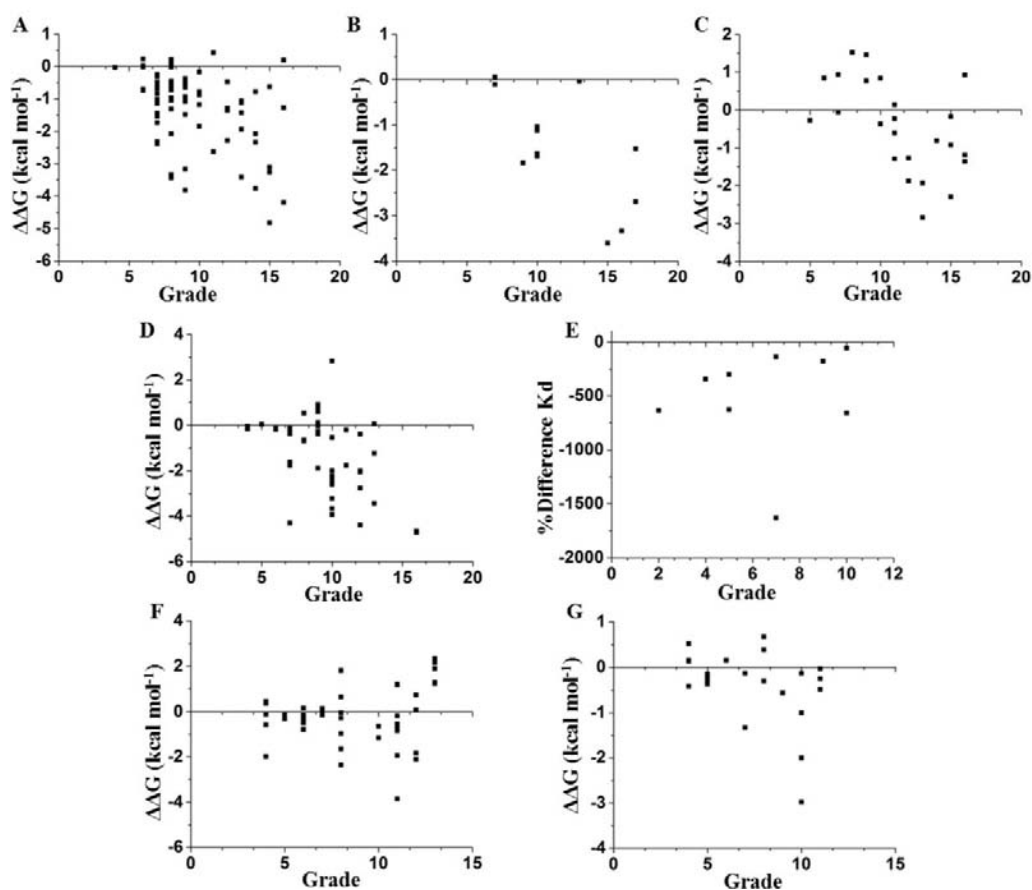 A
ΔΔG (kcal mol⁻¹)
1
0
-1
-2
-3
-4
-5
-6
0 5 10 15 20
Grade
B
ΔΔG (kcal mol⁻¹)
1
0
-1
-2
-3
-4
0 5 10 15 20
Grade
C
ΔΔG (kcal mol⁻¹)
2
1
0
-1
-2
-3
-4
0 5 10 15 20
Grade
D
ΔΔG (kcal mol⁻¹)
4
2
0
-2
-4
-6
0 5 10 15 20
Grade
E
%Difference Kd
0
-500
-1000
-1500
-2000
0 2 4 6 8 10 12
Grade
F
ΔΔG (kcal mol⁻¹)
4
2
0
-2
-4
-6
0 5 10 15
Grade
G
ΔΔG (kcal mol⁻¹)
1
0
-1
-2
-3
-4
0 5 10 15
Grade